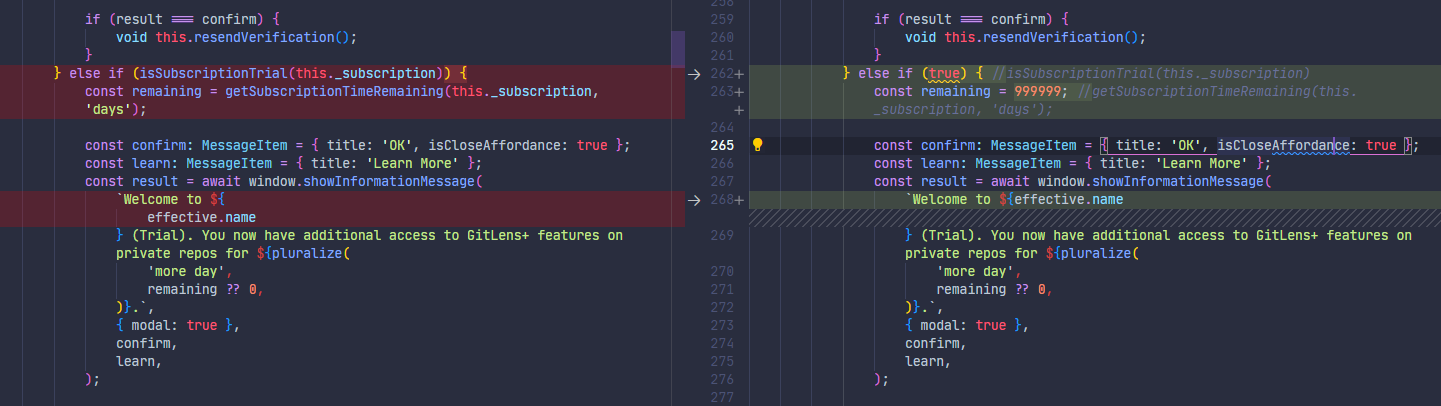 258
if (result === confirm) {
void this.resendVerification();
}
} else if (isSubscriptionTrial(this._subscription)) {
const remaining = getSubscriptionTimeRemaining(this._subscription,
'days');
const confirm: MessageItem = { title: 'OK', isCloseAffordance: true };
const learn: MessageItem = { title: 'Learn More' };
const result = await window.showInformationMessage(
`Welcome to ${
effective.name
} (Trial). You now have additional access to GitLens+ features on
private repos for ${pluralize(
'more day',
remaining ?? 0,
)}.`,
{ modal: true },
confirm,
learn,
);
259 if (result === confirm) {
260 void this.resendVerification();
261 }
262+ } else if (true) { //isSubscriptionTrial(this._subscription)
263+ const remaining = 999999; //getSubscriptionTimeRemaining(this.
+ _subscription, 'days');
264
265 const confirm: MessageItem = { title: 'OK', isCloseAffordance: true };
266 const learn: MessageItem = { title: 'Learn More' };
267 const result = await window.showInformationMessage(
268+ `Welcome to ${effective.name
269 } (Trial). You now have additional access to GitLens+ features on
private repos for ${pluralize(
270 'more day',
271 remaining ?? 0,
272 )}.`,
273 { modal: true },
274 confirm,
275 learn,
276 );
277